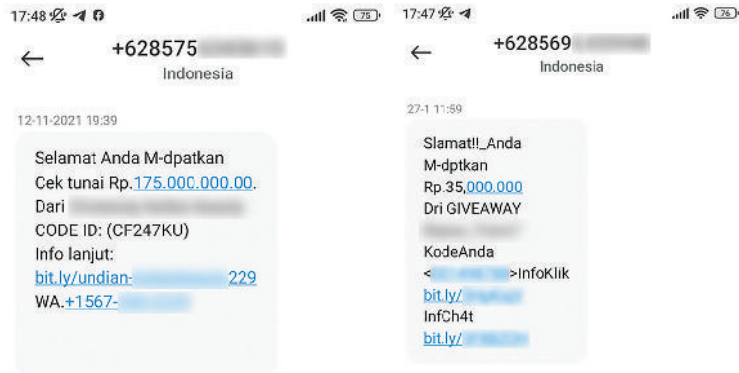 17:48
75
+628575
Indonesia
12-11-2021 19:39
Selamat Anda M-dpatkan
Cek tunai Rp.175.000.000.00.
Dari
CODE ID: (CF247KU)
Info lanjut:
bit.ly/undian-
229
WA.+1567-
17:47
76
+628569
Indonesia
27-1 11:59
Slamat!!_Anda
M-dptkan
Rp.35,000.000
Dri GIVEAWAY
KodeAnda
<
>InfoKlik
bit.ly/
InfCh4t
bit.ly/